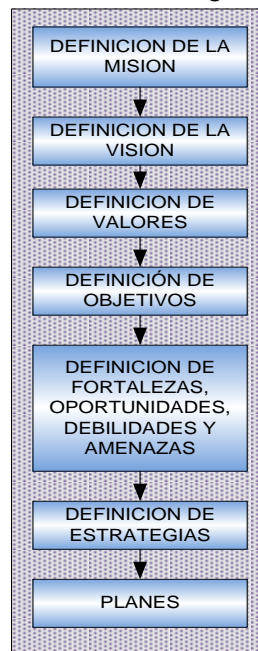 DEFINICION DE LA
MISION
DEFINICION DE LA
VISION
DEFINICION DE
VALORES
DEFINICIÓN DE
OBJETIVOS
DEFINICION DE
FORTALEZAS,
OPORTUNIDADES,
DEBILIDADES Y
AMENAZAS
DEFINICION DE
ESTRATEGIAS
PLANES